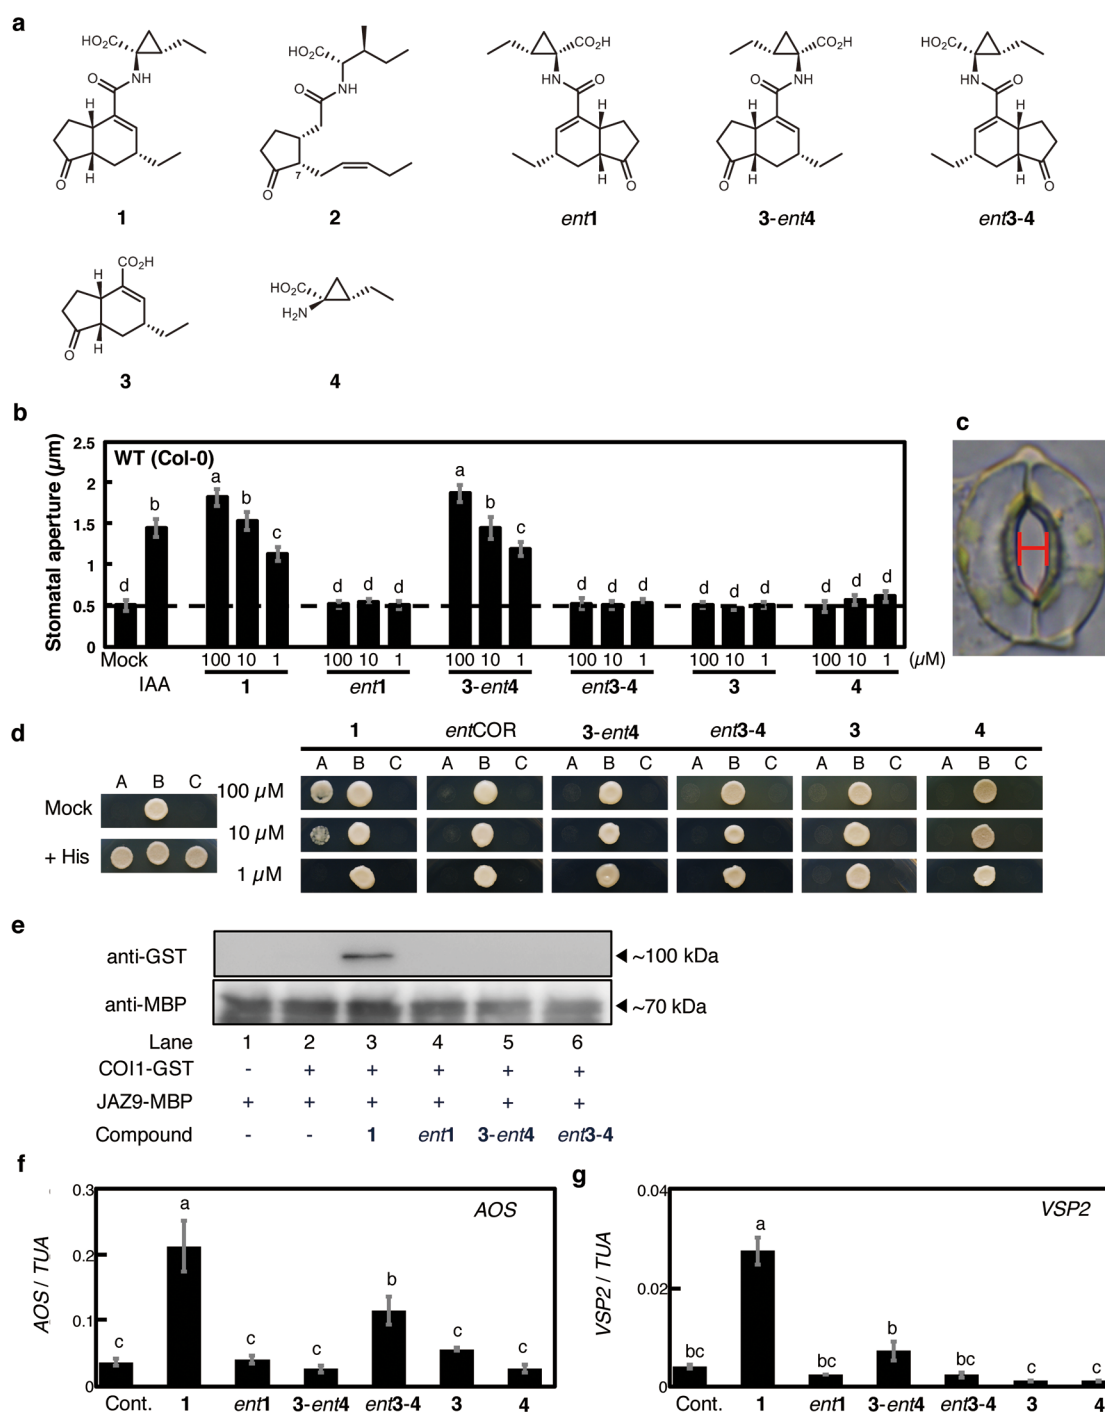 a
HO₂C
NH
O
H
H
O
1
HO₂C
NH
O
7
O
2
CO₂H
HN
O
H
H
O
ent1
CO₂H
NH
O
H
H
O
3-ent4
HO₂C
HN
O
H
H
O
ent3-4
CO₂H
H
H
O
3
HO₂C
H₂N
4
b
Stomatal aperture (µm)
2.5
2
1.5
1
0.5
0
WT (Col-0)
d b a b c d d d a b c d d d d d d d d d
Mock 100 10 1 100 10 1 100 10 1 100 10 1 100 10 1 100 10 1 (µM)
IAA 1 ent1 3-ent4 ent3-4 3 4
c
d
1 entCOR 3-ent4 ent3-4 3 4
A B C A B C A B C A B C A B C A B C A B C
Mock
+ His
100 µM
10 µM
1 µM
e
anti-GST ~100 kDa
anti-MBP ~70 kDa
Lane 1 2 3 4 5 6
COI1-GST - + + + + +
JAZ9-MBP + + + + + +
Compound - - 1 ent1 3-ent4 ent3-4
f
AOS / TUA
0.3
0.2
0.1
0
AOS
c a c c b c c
Cont. 1 ent1 3-ent4 ent3-4 3 4
g
VSP2 / TUA
0.04
0.02
0
VSP2
bc a bc b bc c c
Cont. 1 ent1 3-ent4 ent3-4 3 4